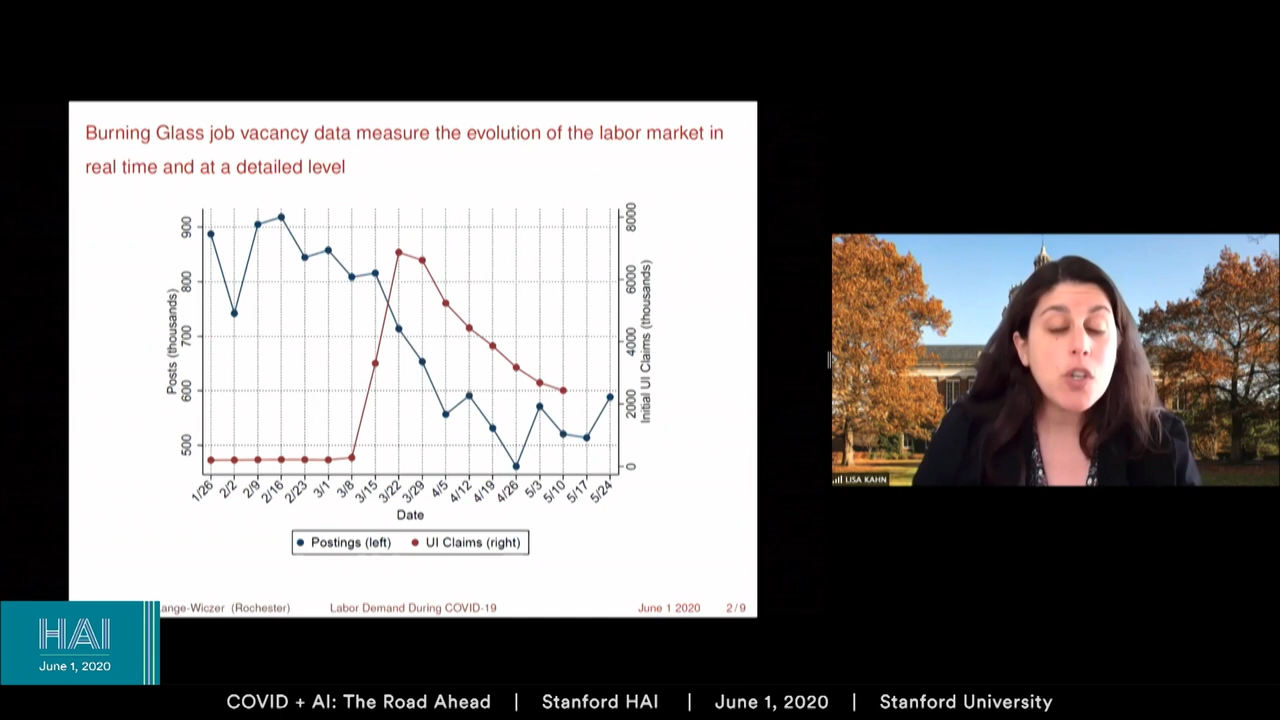 Burning Glass job vacancy data measure the evolution of the labor market in
real time and at a detailed level
Posts (thousands)
900
800
700
600
500
8000
6000
4000
2000
0
Initial UI Claims (thousands)
1/26 2/2 2/9 2/16 2/23 3/1 3/8 3/15 3/22 3/29 4/5 4/12 4/19 4/26 5/3 5/10 5/17 5/24
Date
Postings (left) UI Claims (right)
ange-Wiczer (Rochester) Labor Demand During COVID-19 June 1 2020 2/9
LISA KAHN
HAI
June 1, 2020
COVID + AI: The Road Ahead | Stanford HAI | June 1, 2020 | Stanford University